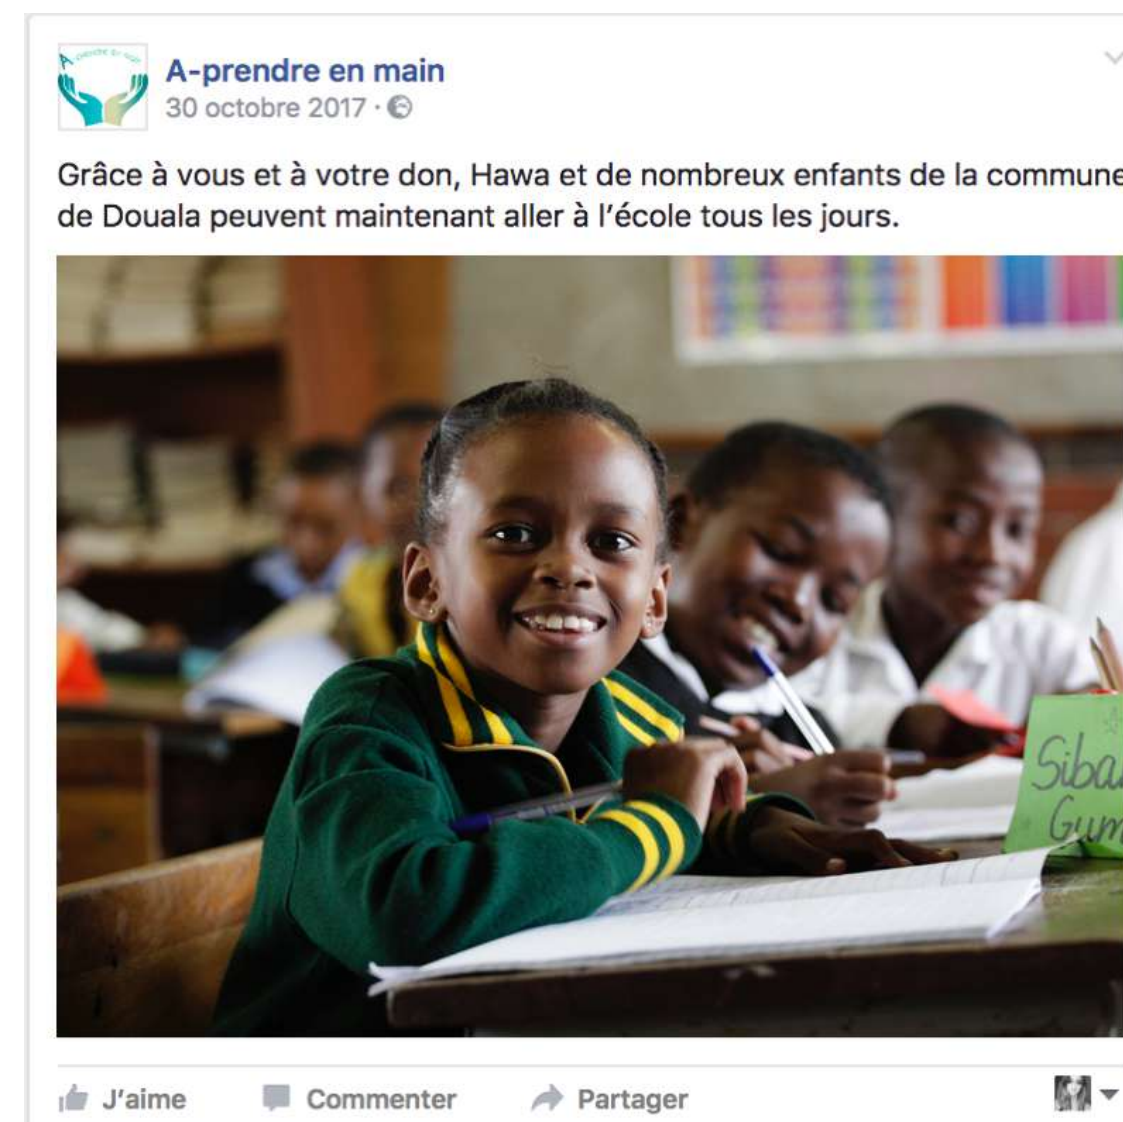 A-prendre en main
30 octobre 2017 ·
Grâce à vous et à votre don, Hawa et de nombreux enfants de la commune
de Douala peuvent maintenant aller à l'école tous les jours.
Gum
J'aime
Commenter
Partager